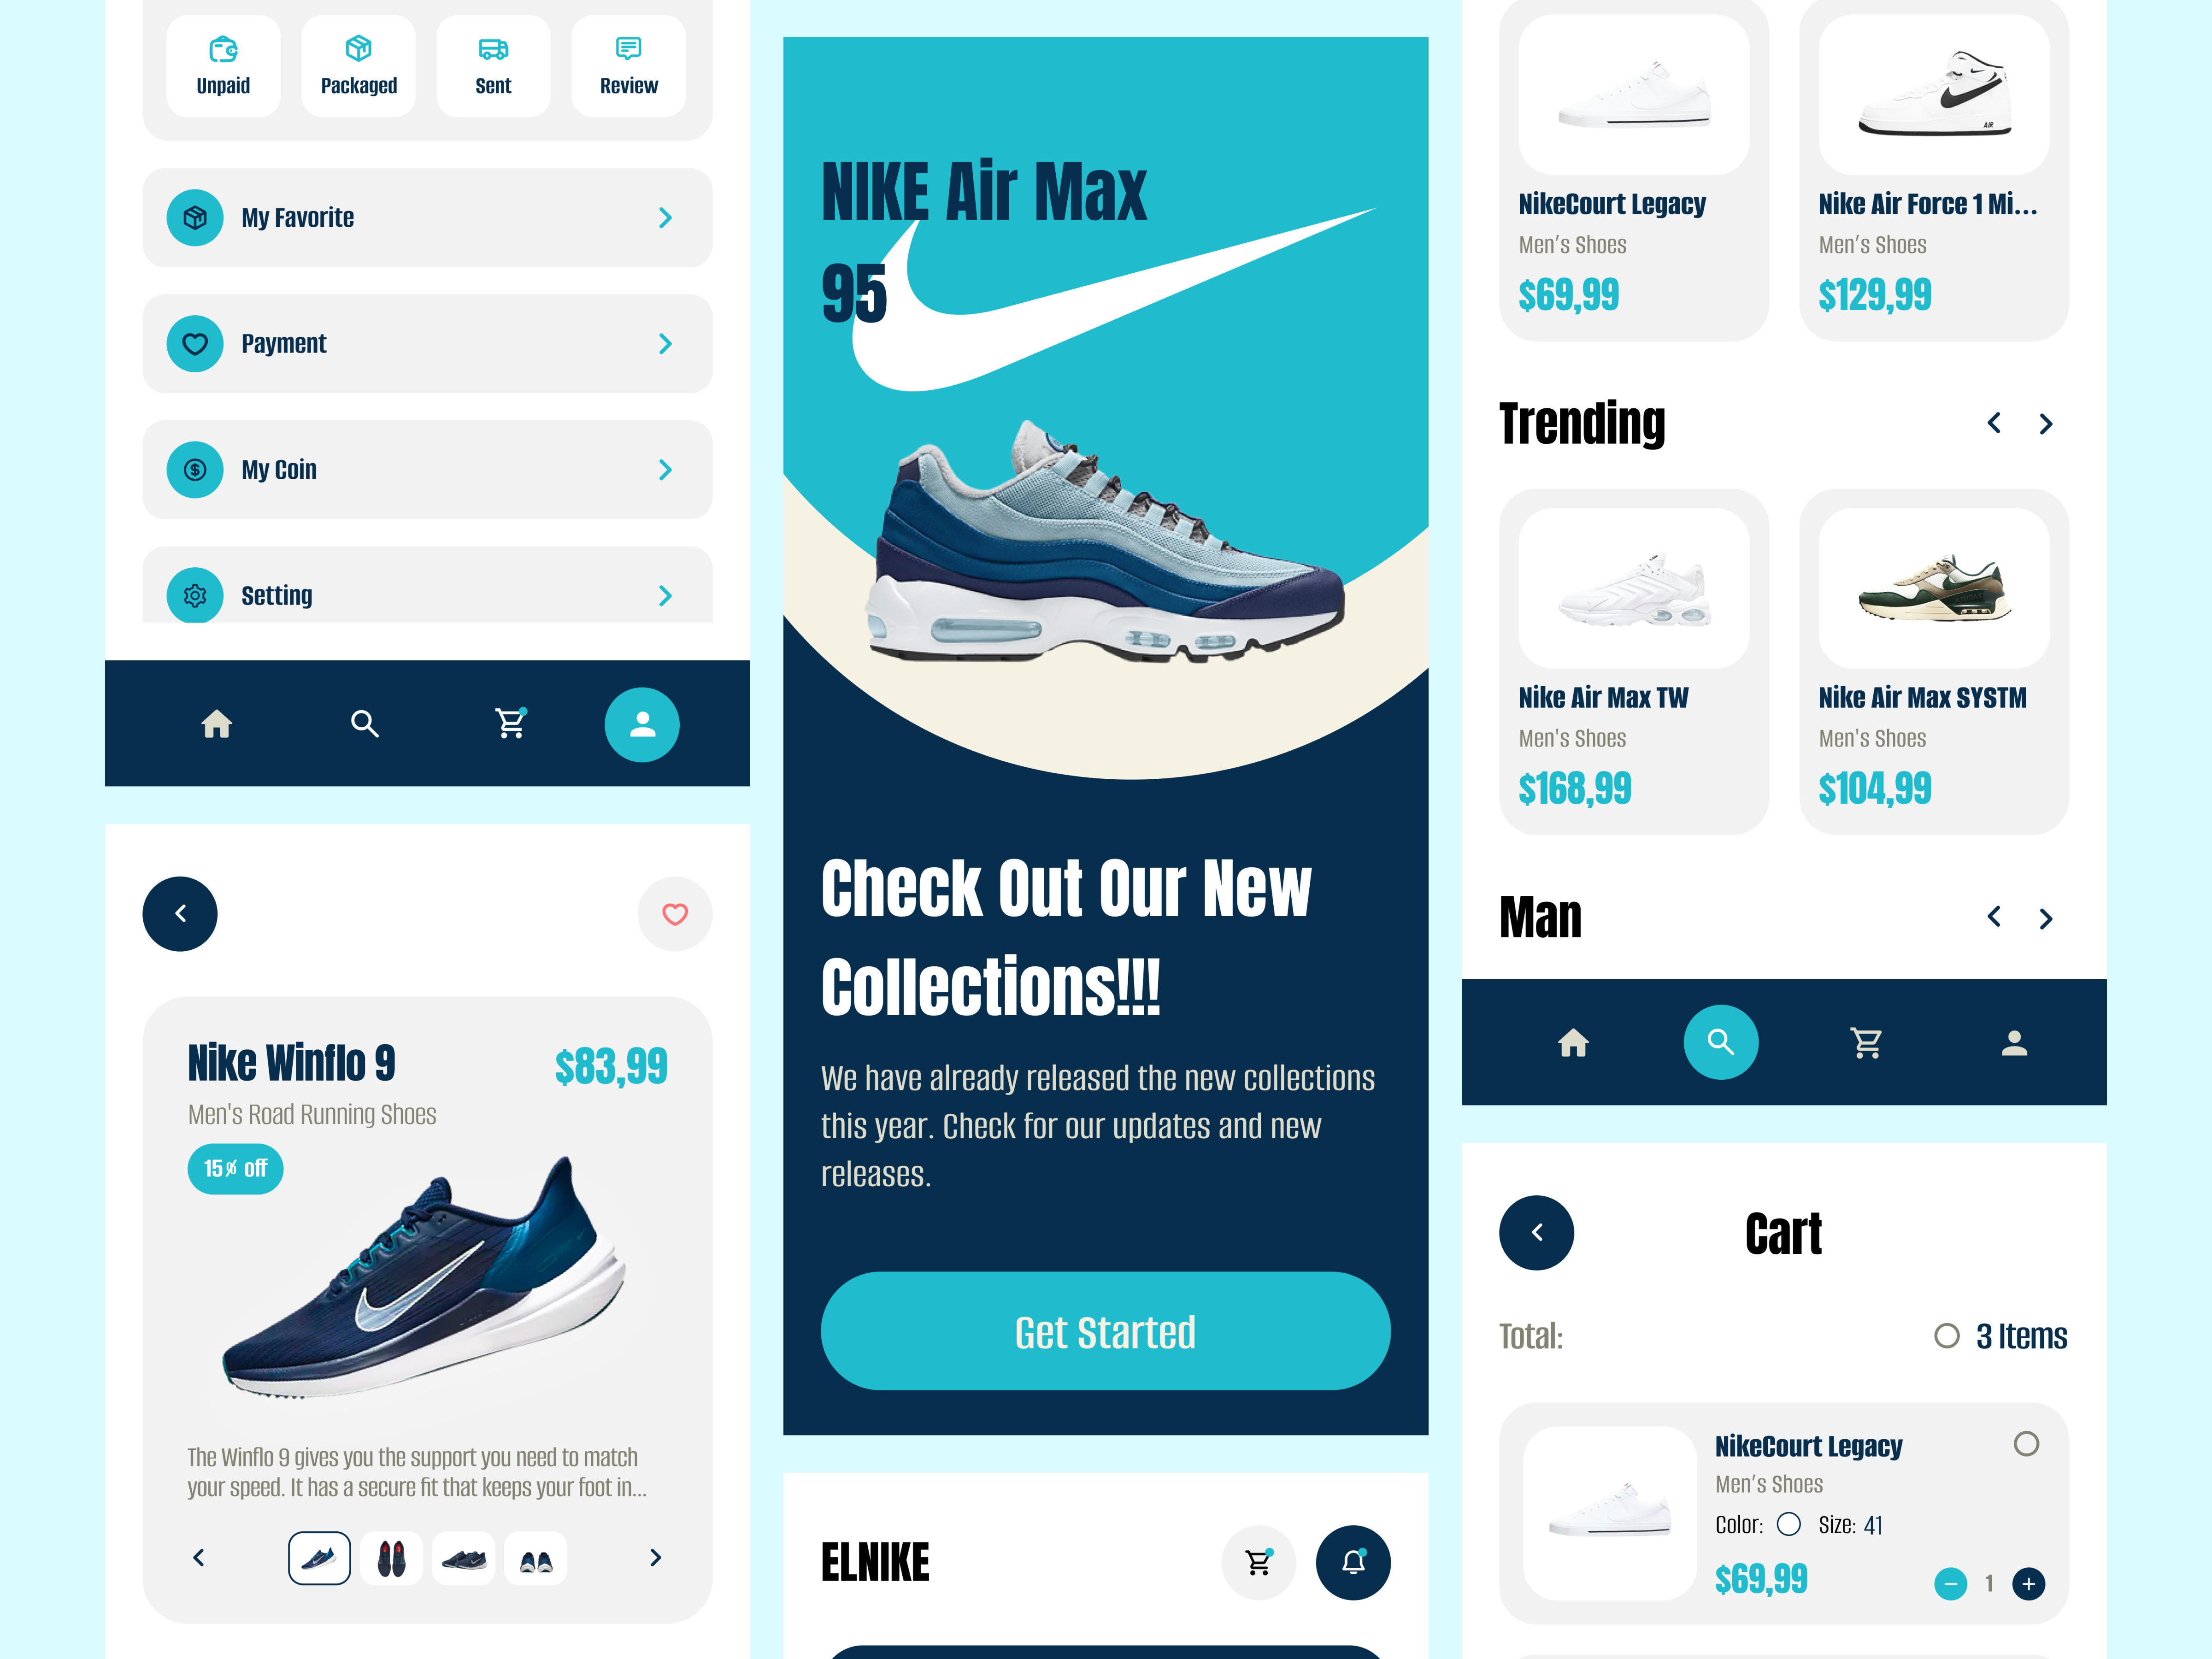 Unpaid
Packaged
Sent
Review
My Favorite
Payment
My Coin
Setting
Nike Winflo 9
$83,99
Men's Road Running Shoes
15% off
The Winflo 9 gives you the support you need to match
your speed. It has a secure fit that keeps your foot in...
NIKE Air Max
95
Check Out Our New
Collections!!!
We have already released the new collections
this year. Check for our updates and new
releases.
Get Started
ELNIKE
AIR
NikeCourt Legacy
Men’s Shoes
$69,99
Nike Air Force 1 Mi...
Men’s Shoes
$129,99
Trending
Nike Air Max TW
Men's Shoes
$168,99
Nike Air Max SYSTM
Men's Shoes
$104,99
Man
Cart
Total:
3 Items
NikeCourt Legacy
Men’s Shoes
Color:
Size: 41
$69,99
1